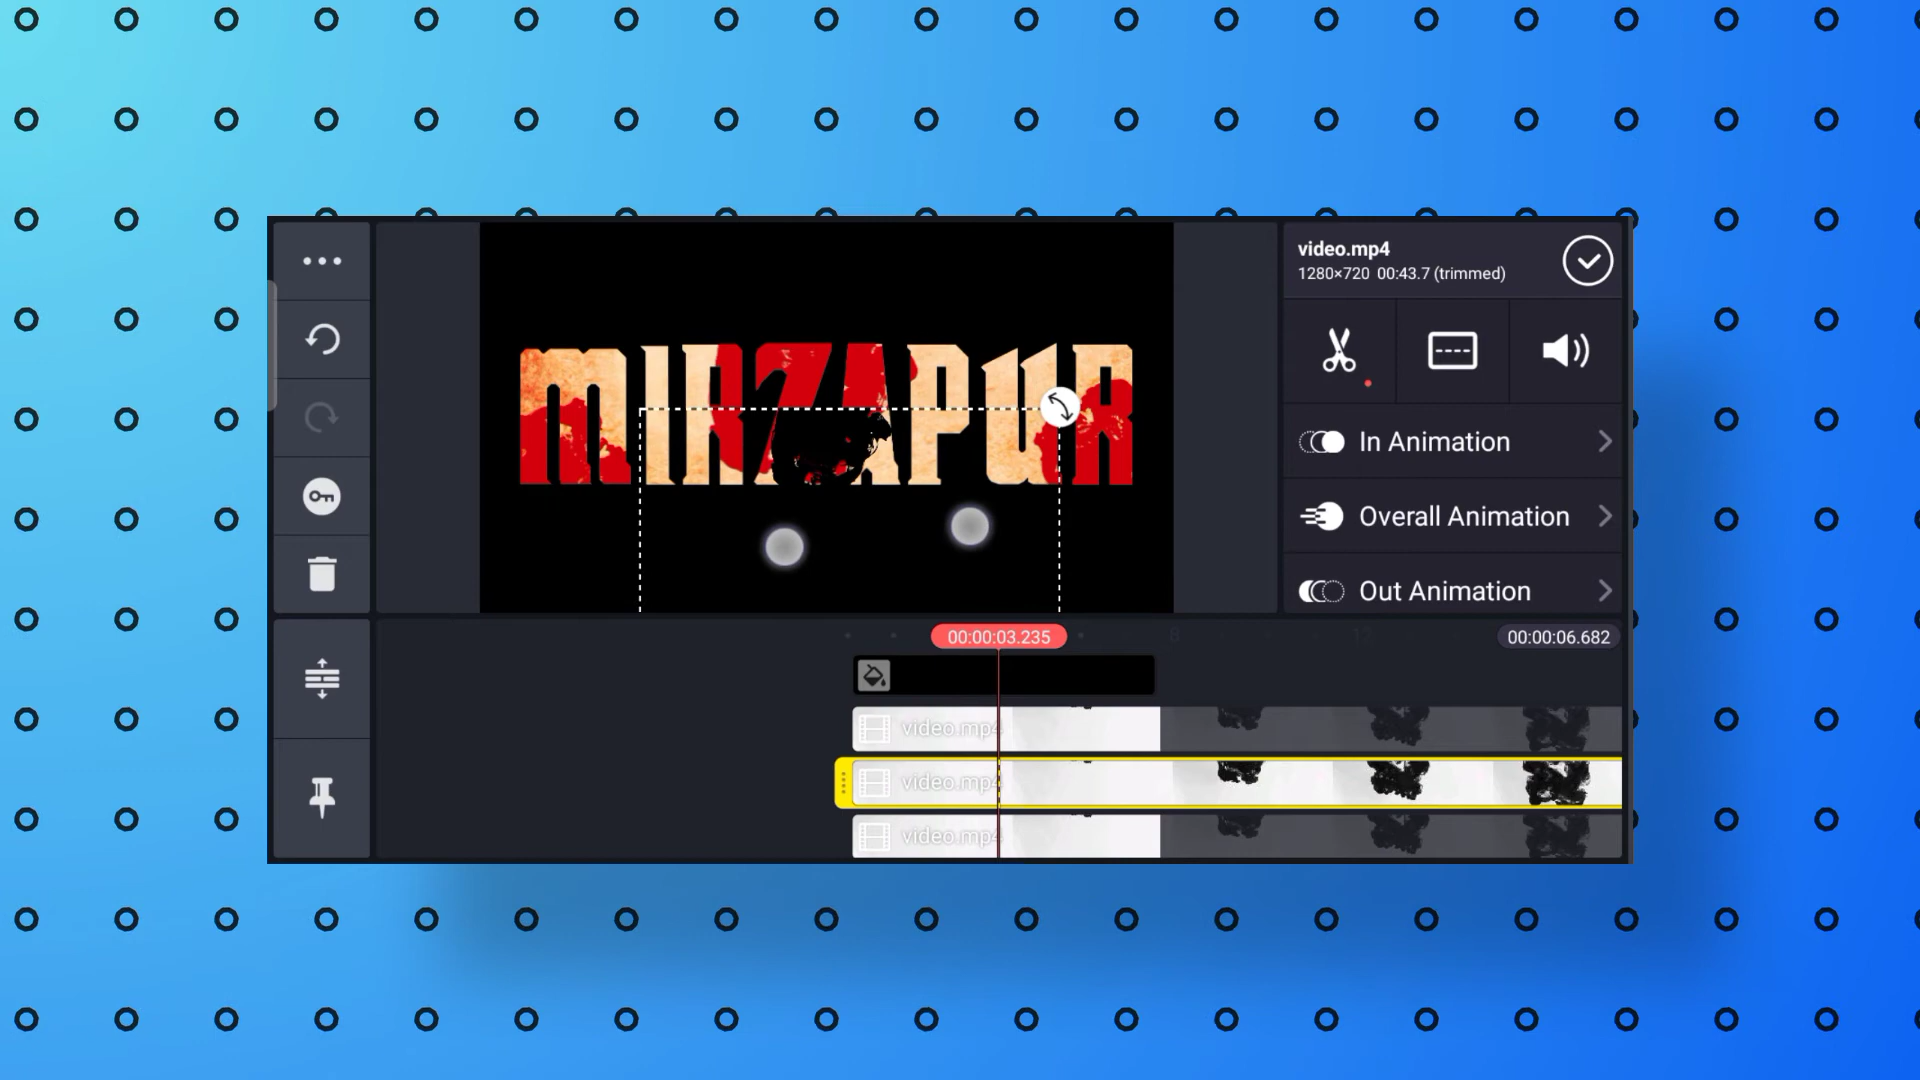 video.mp4
1280×720 00:43.7 (trimmed)
MIRZAPUR
In Animation
Overall Animation
Out Animation
00:00:03.235
00:00:06.682
video.mp4
video.mp4
video.mp4